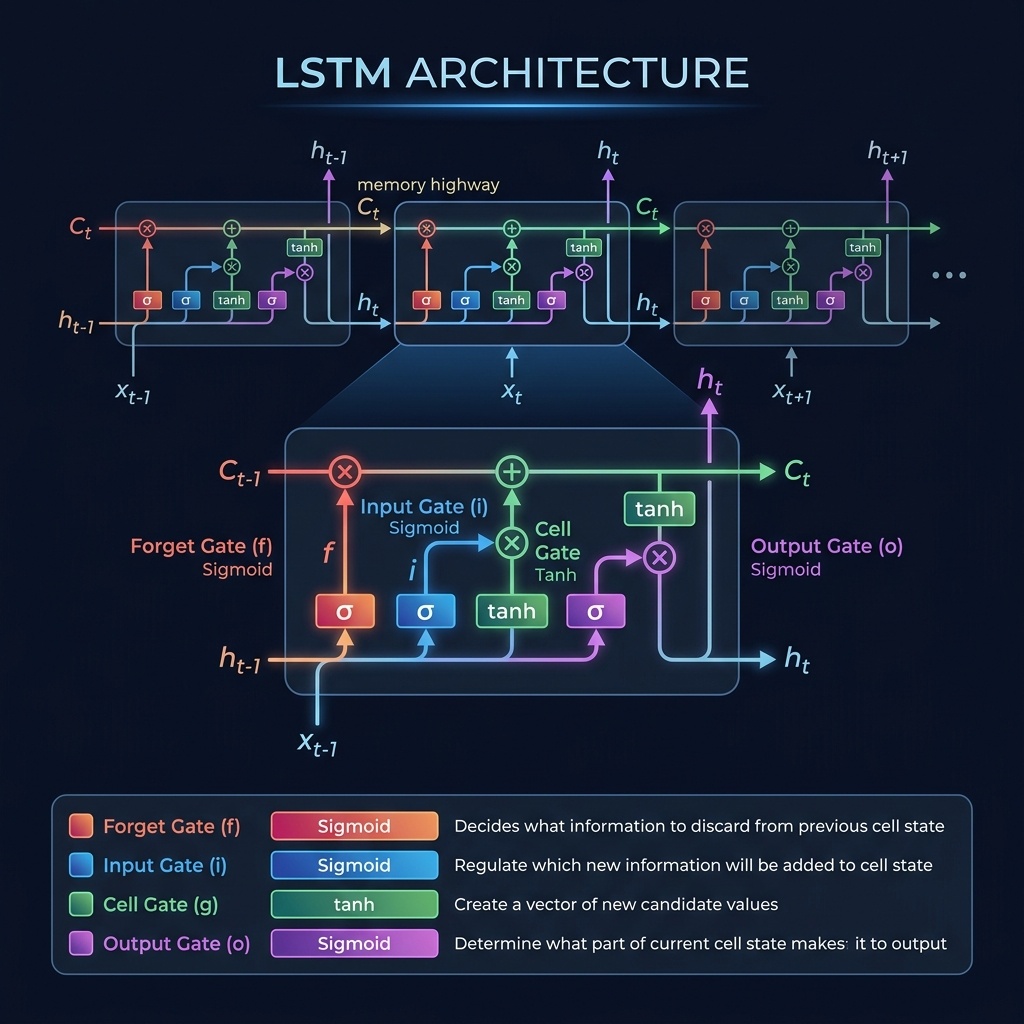 LSTM ARCHITECTURE
h_{t-1}
h_t
h_{t+1}
memory highway
C_t
C_t
C_t
tanh
tanh
tanh
σ σ tanh σ
σ σ tanh σ
σ σ tanh σ
h_{t-1}
h_t
h_t
x_{t-1}
x_t
x_{t+1}
...
h_t
C_{t-1}
C_t
Input Gate (i)
Sigmoid
tanh
Forget Gate (f)
Sigmoid
f
i
Cell
Gate
Tanh
Output Gate (o)
Sigmoid
σ σ tanh σ
h_{t-1}
h_t
x_{t-1}
Forget Gate (f) Sigmoid Decides what information to discard from previous cell state
Input Gate (i) Sigmoid Regulate which new information will be added to cell state
Cell Gate (g) tanh Create a vector of new candidate values
Output Gate (o) Sigmoid Determine what part of current cell state makes it to output